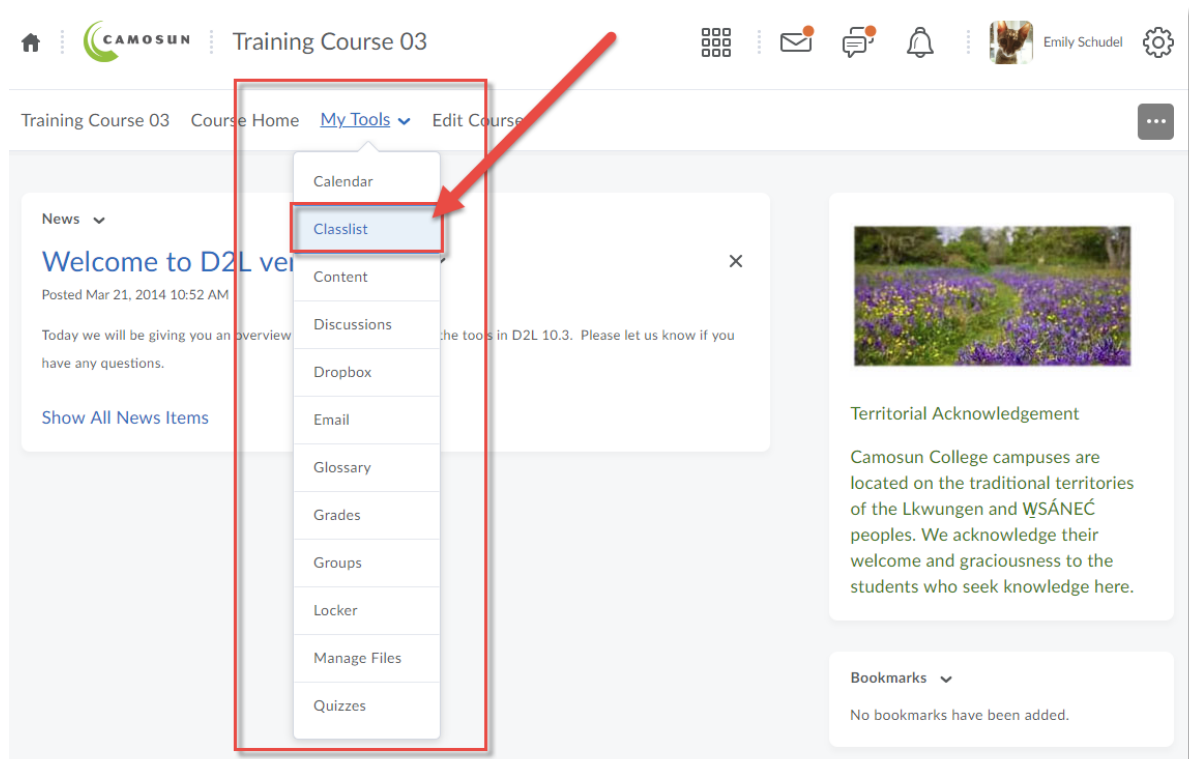 CAMOSUN
Training Course 03
Emily Schudel
Training Course 03 Course Home My Tools Edit Course
Calendar
Classlist
Content
Discussions
Dropbox
Email
Glossary
Grades
Groups
Locker
Manage Files
Quizzes
News
Welcome to D2L ver
Posted Mar 21, 2014 10:52 AM
Today we will be giving you an overview the tools in D2L 10.3. Please let us know if you
have any questions.
Show All News Items
Territorial Acknowledgement
Camosun College campuses are
located on the traditional territories
of the Lkwungen and W̱SÁNEĆ
peoples. We acknowledge their
welcome and graciousness to the
students who seek knowledge here.
Bookmarks
No bookmarks have been added.